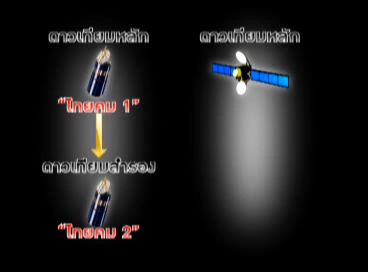 ดาวเทียมหลัก
"ไทยคม 1"
ดาวเทียมสำรอง
"ไทยคม 2"
ดาวเทียมหลัก